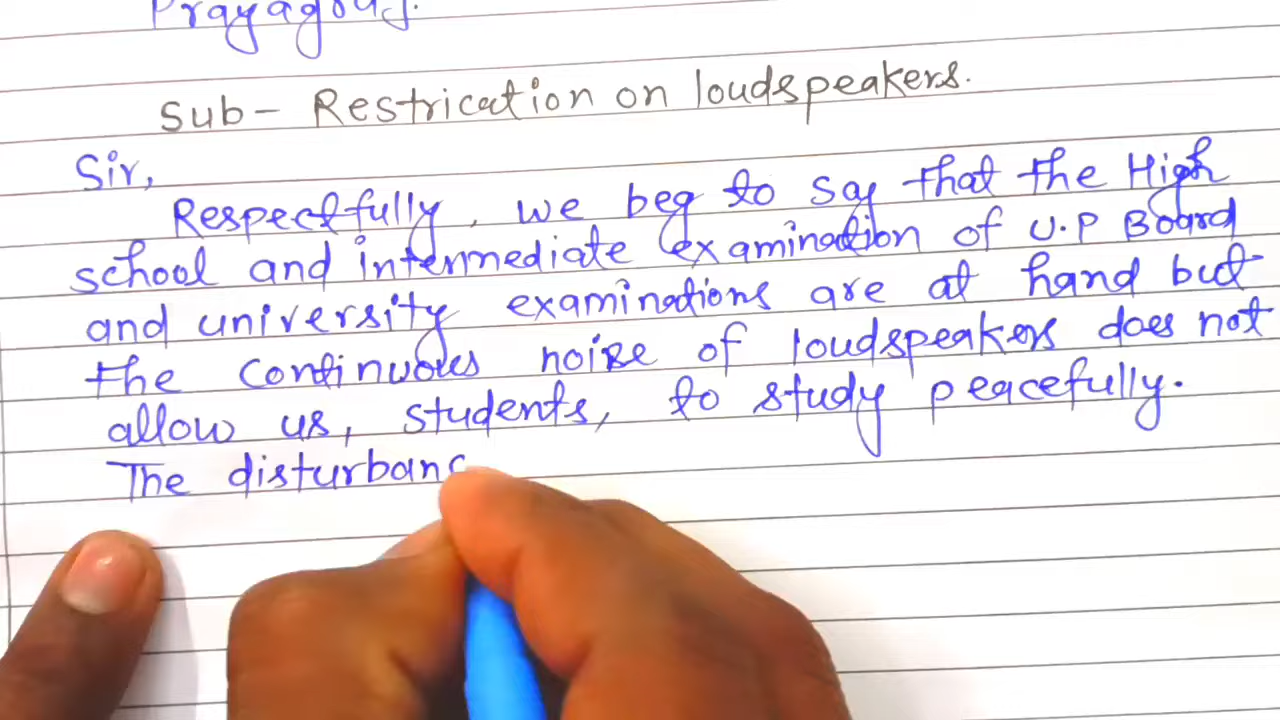 Prayagraj.
Sub- Restrication on loudspeakers.
Sir,
Respectfully, we beg to say that the High
school and intermediate examination of U.P Board
and university examinations are at hand but
the continuous noise of loudspeakers does not
allow us, students, to study peacefully.
The disturbanc